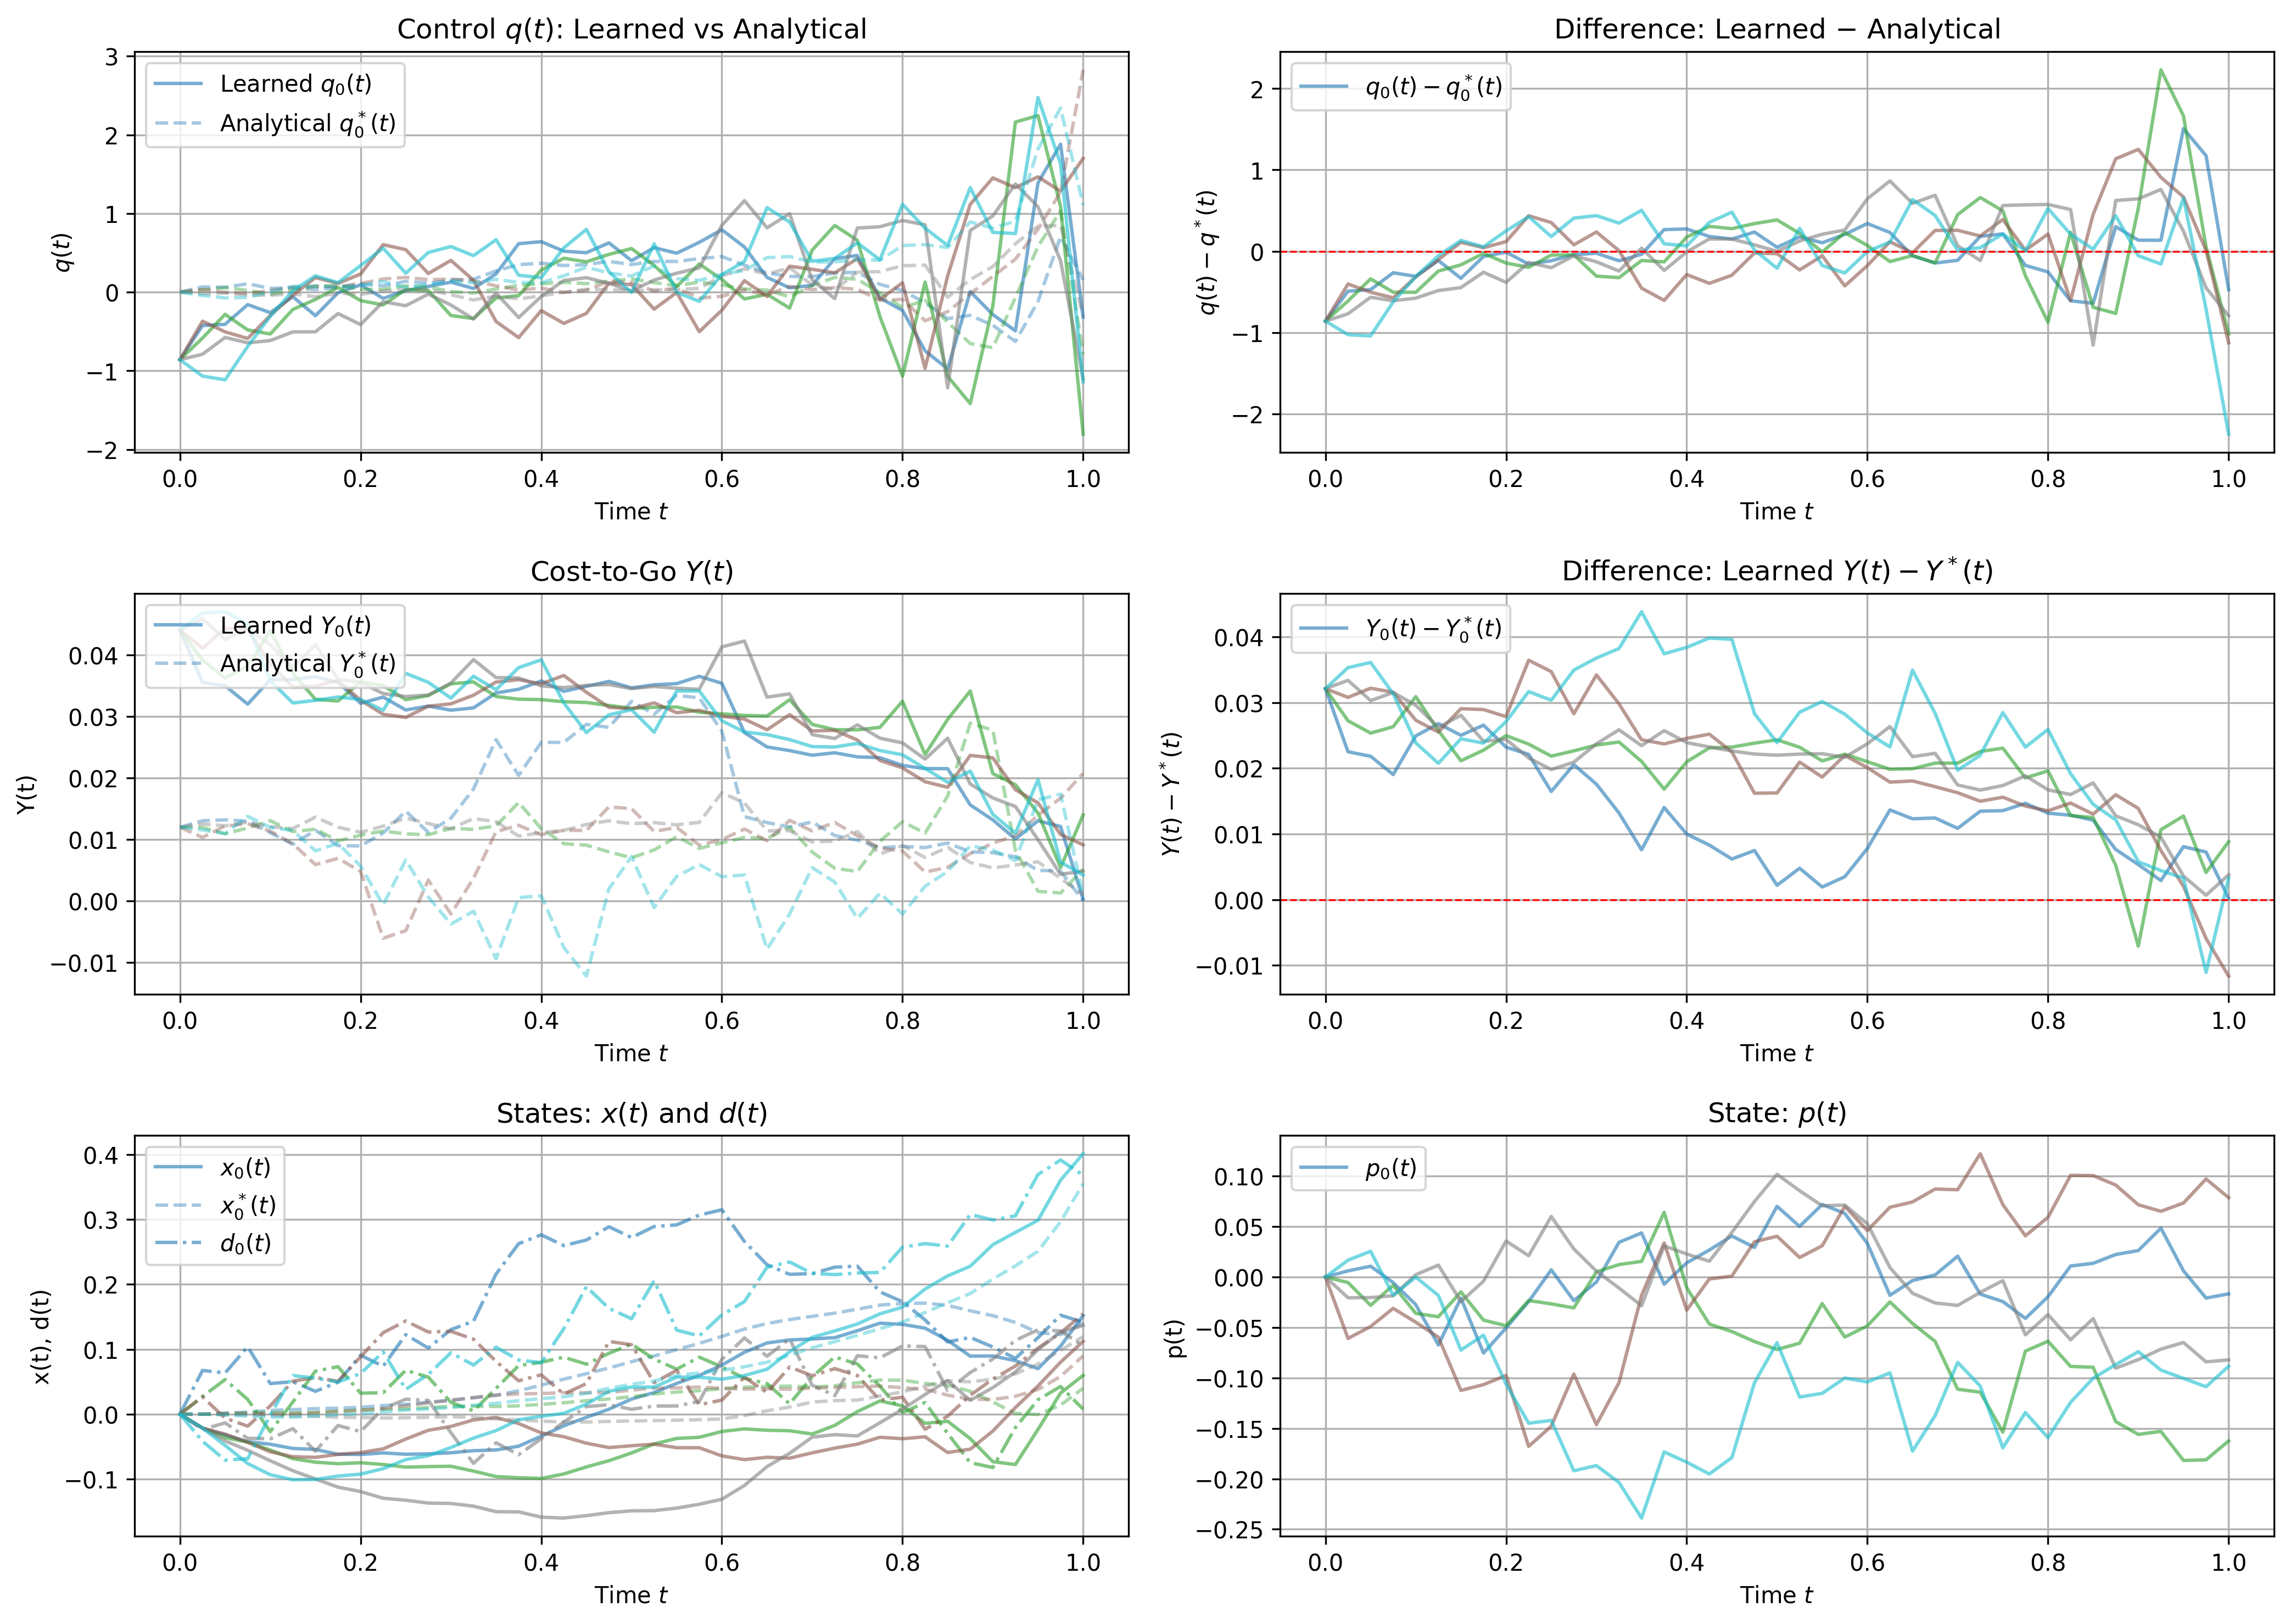 Control q(t): Learned vs Analytical
3
2
1
0
−1
−2
q(t)
Learned q₀(t)
Analytical q₀*(t)
0.0 0.2 0.4 0.6 0.8 1.0
Time t
Difference: Learned − Analytical
2
1
0
−1
−2
q(t) − q*(t)
q₀(t) − q₀*(t)
0.0 0.2 0.4 0.6 0.8 1.0
Time t
Cost-to-Go Y(t)
0.04
0.03
0.02
0.01
0.00
−0.01
Y(t)
Learned Y₀(t)
Analytical Y₀*(t)
0.0 0.2 0.4 0.6 0.8 1.0
Time t
Difference: Learned Y(t) − Y*(t)
0.04
0.03
0.02
0.01
0.00
−0.01
Y(t) − Y*(t)
Y₀(t) − Y₀*(t)
0.0 0.2 0.4 0.6 0.8 1.0
Time t
States: x(t) and d(t)
0.4
0.3
0.2
0.1
0.0
−0.1
x(t), d(t)
x₀(t)
x₀*(t)
d₀(t)
0.0 0.2 0.4 0.6 0.8 1.0
Time t
State: p(t)
0.10
0.05
0.00
−0.05
−0.10
−0.15
−0.20
−0.25
p(t)
p₀(t)
0.0 0.2 0.4 0.6 0.8 1.0
Time t